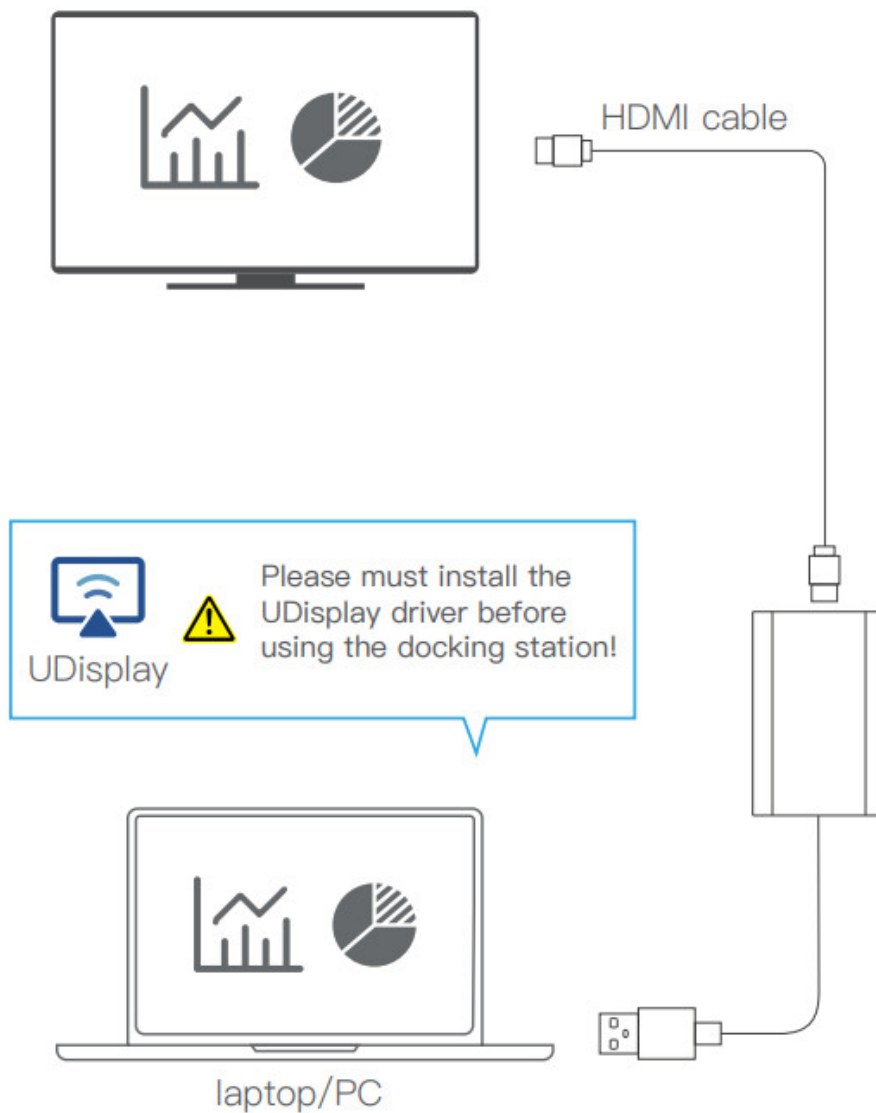 HDMI cable
Please must install the
UDisplay driver before
using the docking station!
UDisplay
laptop/PC